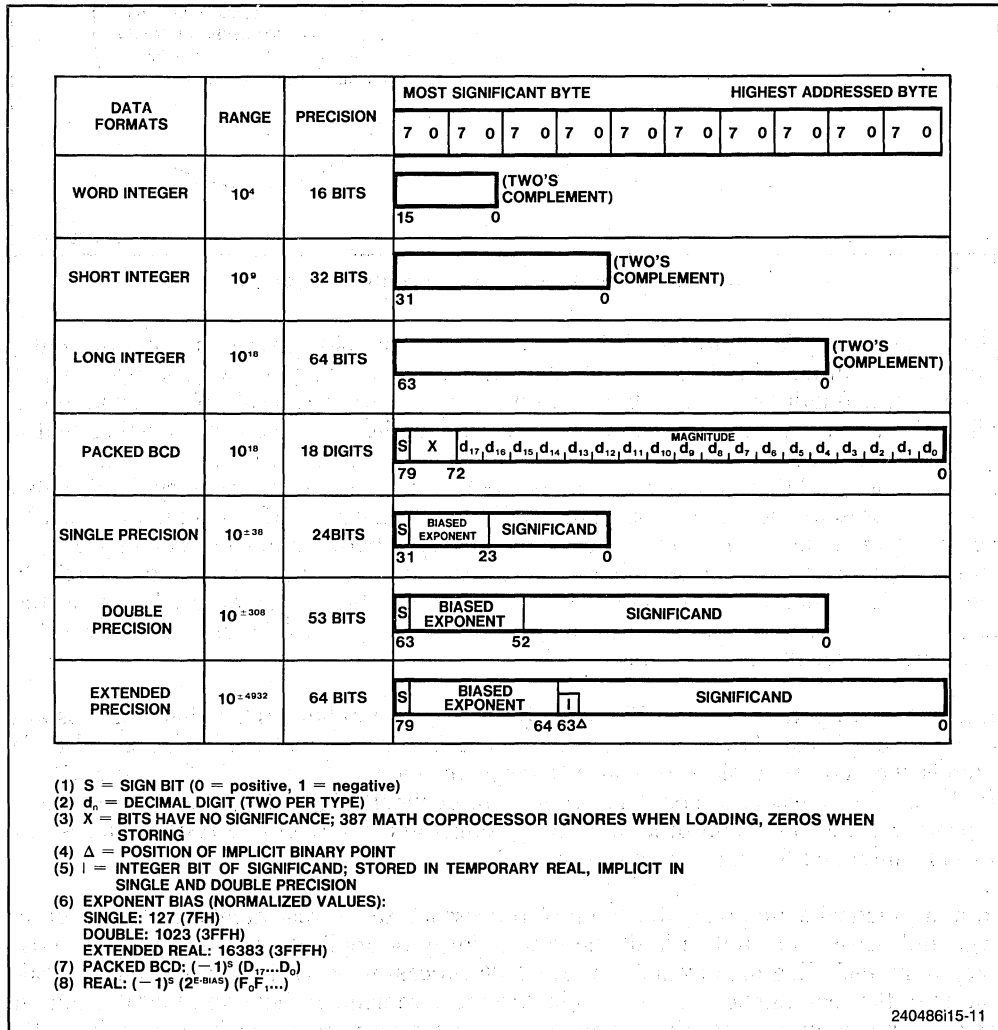 DATA FORMATS RANGE PRECISION MOST SIGNIFICANT BYTE HIGHEST ADDRESSED BYTE
7 0 7 0 7 0 7 0 7 0 7 0 7 0 7 0 7 0 7 0
WORD INTEGER 10⁴ 16 BITS (TWO'S COMPLEMENT)
15 0
SHORT INTEGER 10⁹ 32 BITS (TWO'S COMPLEMENT)
31 0
LONG INTEGER 10¹⁸ 64 BITS (TWO'S COMPLEMENT)
63 0
PACKED BCD 10¹⁸ 18 DIGITS S X MAGNITUDE
d₁₇ d₁₆ d₁₅ d₁₄ d₁₃ d₁₂ d₁₁ d₁₀ d₉ d₈ d₇ d₆ d₅ d₄ d₃ d₂ d₁ d₀
79 72 0
SINGLE PRECISION 10±³⁸ 24BITS S BIASED EXPONENT SIGNIFICAND
31 23 0
DOUBLE PRECISION 10±³⁰⁸ 53 BITS S BIASED EXPONENT SIGNIFICAND
63 52 0
EXTENDED PRECISION 10±⁴⁹³² 64 BITS S BIASED EXPONENT I SIGNIFICAND
79 64 63Δ 0
(1) S = SIGN BIT (0 = positive, 1 = negative)
(2) dₙ = DECIMAL DIGIT (TWO PER TYPE)
(3) X = BITS HAVE NO SIGNIFICANCE; 387 MATH COPROCESSOR IGNORES WHEN LOADING, ZEROS WHEN
STORING
(4) Δ = POSITION OF IMPLICIT BINARY POINT
(5) I = INTEGER BIT OF SIGNIFICAND; STORED IN TEMPORARY REAL, IMPLICIT IN
SINGLE AND DOUBLE PRECISION
(6) EXPONENT BIAS (NORMALIZED VALUES):
SINGLE: 127 (7FH)
DOUBLE: 1023 (3FFH)
EXTENDED REAL: 16383 (3FFFH)
(7) PACKED BCD: (−1)ˢ (D₁₇...D₀)
(8) REAL: (−1)ˢ (2ᴱ⁻ᴮᴵᴬˢ) (F₀F₁...)
240486i15-11